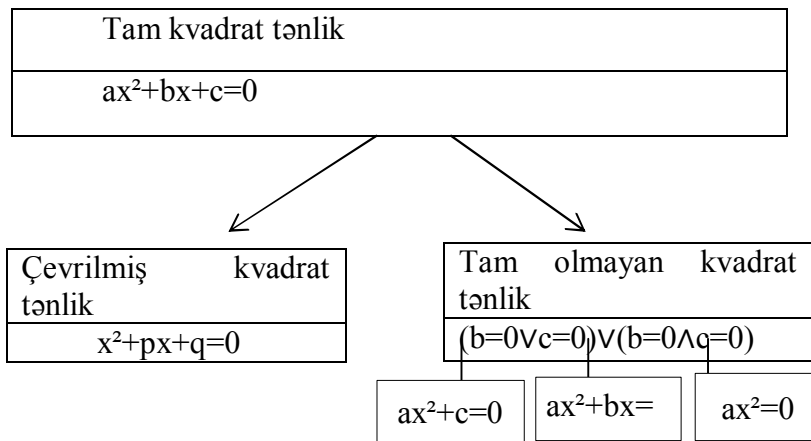 Tam kvadrat tənlik
ax²+bx+c=0
Çevrilmiş kvadrat
tənlik
x²+px+q=0
Tam olmayan kvadrat
tənlik
(b=0∨c=0)∨(b=0∧c=0)
ax²+c=0
ax²+bx=
ax²=0